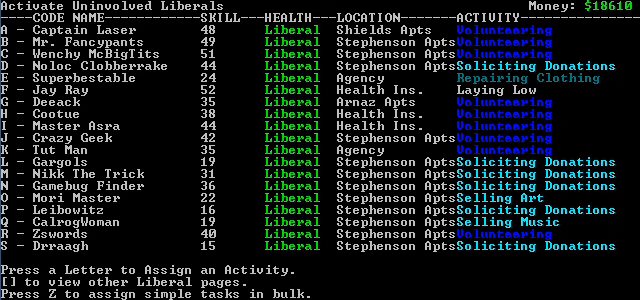 Activate Uninvolved Liberals Money: $18610
----CODE NAME------------SKILL---HEALTH---LOCATION-------ACTIVITY--------
A - Captain Laser 48 Liberal Shields Apts Volunteering
B - Mr. Fancypants 49 Liberal Stephenson Apts Volunteering
C - Wenchy McBigTits 51 Liberal Stephenson Apts Volunteering
D - Noloc Clobberrake 44 Liberal Stephenson Apts Soliciting Donations
E - Superbestable 24 Liberal Agency Repairing Clothing
F - Jay Ray 52 Liberal Health Ins. Laying Low
G - Deeack 35 Liberal Arnaz Apts Volunteering
H - Cootue 38 Liberal Health Ins. Volunteering
I - Master Asra 44 Liberal Health Ins. Volunteering
J - Crazy Geek 42 Liberal Stephenson Apts Volunteering
K - Tut Man 35 Liberal Agency Volunteering
L - Gargols 19 Liberal Stephenson Apts Soliciting Donations
M - Nick The Trick 31 Liberal Stephenson Apts Soliciting Donations
N - Gamebug Finder 36 Liberal Stephenson Apts Soliciting Donations
O - Mori Master 22 Liberal Stephenson Apts Selling Art
P - Leibowitz 16 Liberal Stephenson Apts Soliciting Donations
Q - CalrogWoman 19 Liberal Stephenson Apts Selling Music
R - Zswords 40 Liberal Stephenson Apts Volunteering
S - Drraagh 15 Liberal Stephenson Apts Soliciting Donations
Press a Letter to Assign an Activity.
[] to view other Liberal pages.
Press Z to assign simple tasks in bulk.